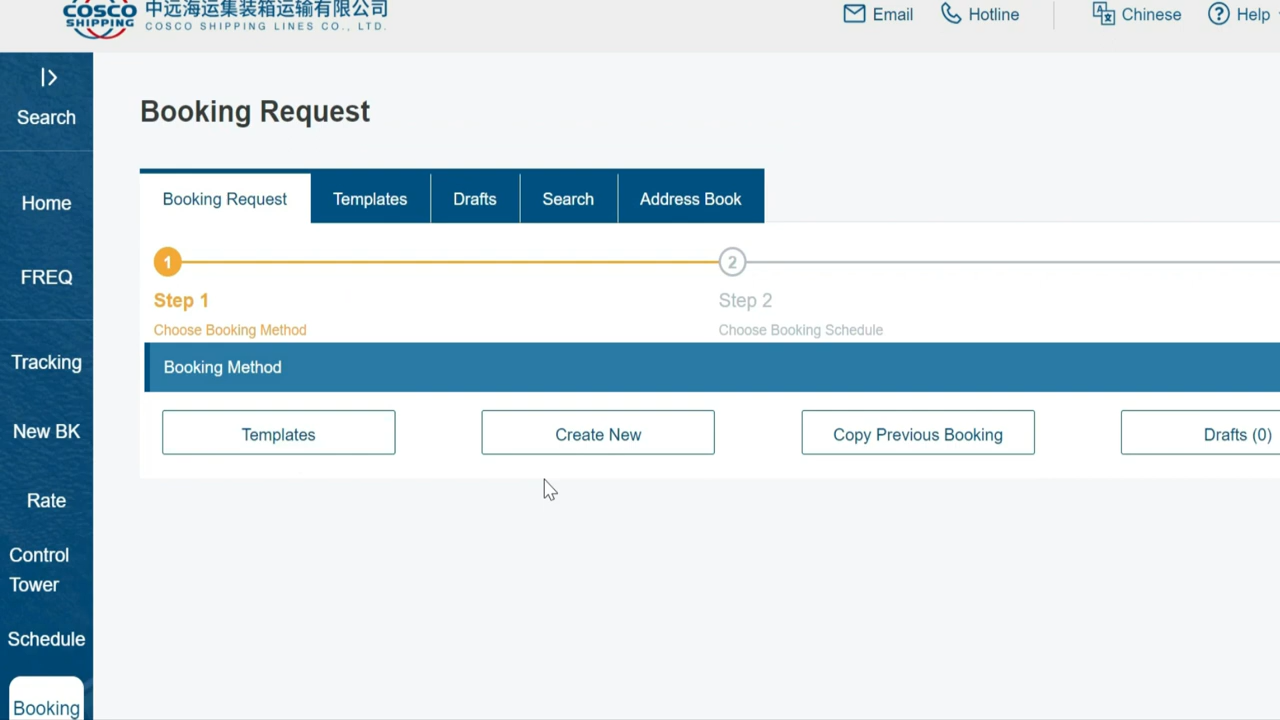 COSCO
SHIPPING
中远海运集装箱运输有限公司
COSCO SHIPPING LINES CO., LTD.
Email
Hotline
Chinese
Help
Search
Home
FREQ
Tracking
New BK
Rate
Control
Tower
Schedule
Booking
Booking Request
Booking Request
Templates
Drafts
Search
Address Book
1
2
Step 1
Step 2
Choose Booking Method
Choose Booking Schedule
Booking Method
Templates
Create New
Copy Previous Booking
Drafts (0)